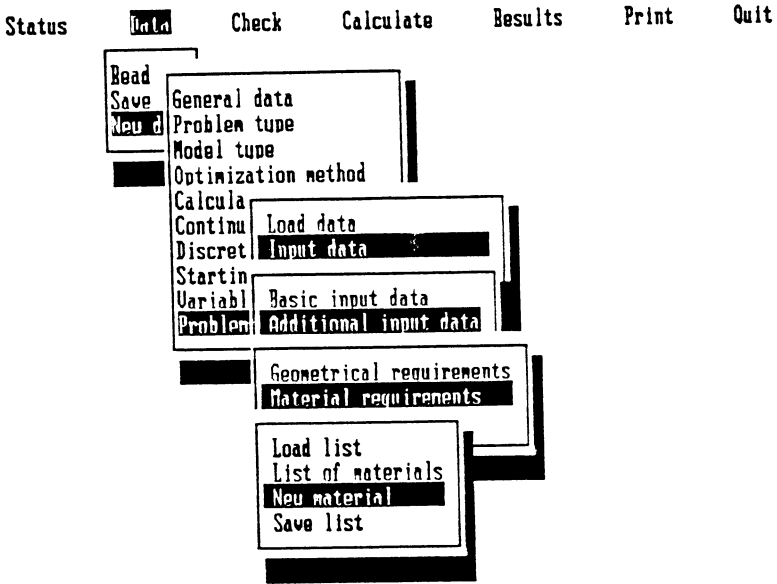 Status Data Check Calculate Results Print Quit
Read
Save
New d
General data
Problem type
Model type
Optimization method
Calcula
Continu
Discret
Startin
Variabl
Problem
Load data
Input data
Basic input data
Additional input data
Geometrical requirements
Material requirements
Load list
List of materials
New material
Save list